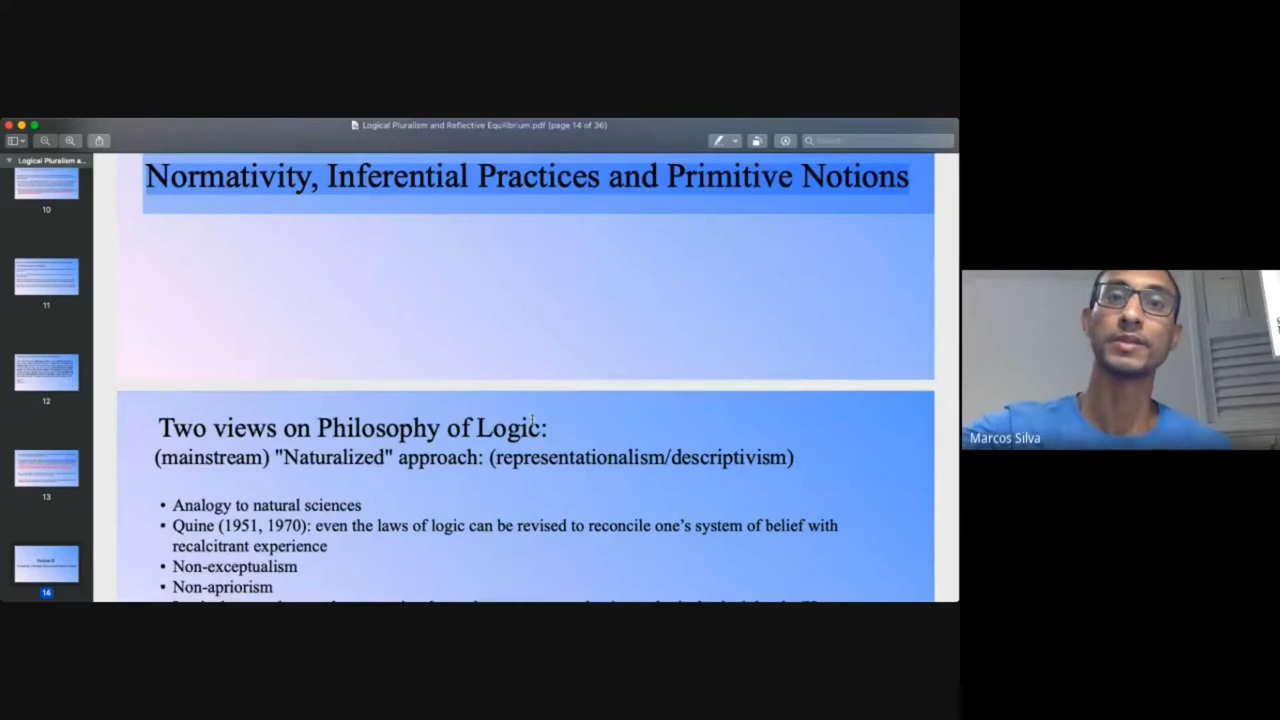 Logical Pluralism and Reflective Equilibrium.pdf (page 14 of 36)
Search
Logical Pluralism a...
10
11
12
13
14
Normativity, Inferential Practices and Primitive Notions
Two views on Philosophy of Logic:
(mainstream) "Naturalized" approach: (representationalism/descriptivism)
• Analogy to natural sciences
• Quine (1951, 1970): even the laws of logic can be revised to reconcile one’s system of belief with
recalcitrant experience
• Non-exceptualism
• Non-apriorism
Marcos Silva